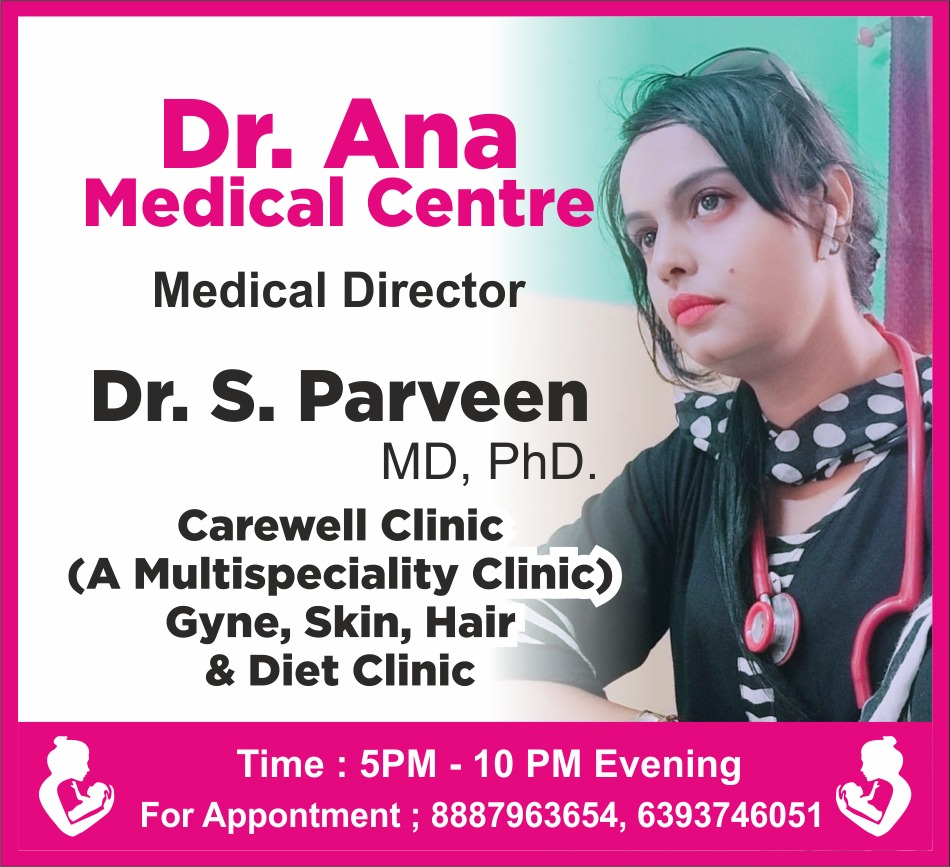 Dr. Ana
Medical Centre
Medical Director
Dr. S. Parveen
MD, PhD.
Carewell Clinic
(A Multispeciality Clinic)
Gyne, Skin, Hair
& Diet Clinic
Time : 5PM - 10 PM Evening
For Appontment ; 8887963654, 6393746051